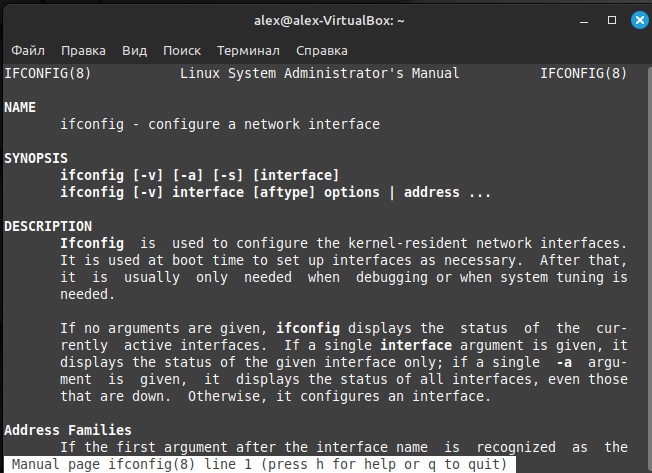 alex@alex-VirtualBox: ~
Файл Правка Вид Поиск Терминал Справка
IFCONFIG(8) Linux System Administrator's Manual IFCONFIG(8)
NAME
ifconfig - configure a network interface
SYNOPSIS
ifconfig [-v] [-a] [-s] [interface]
ifconfig [-v] interface [aftype] options | address ...
DESCRIPTION
Ifconfig is used to configure the kernel-resident network interfaces.
It is used at boot time to set up interfaces as necessary. After that,
it is usually only needed when debugging or when system tuning is
needed.
If no arguments are given, ifconfig displays the status of the cur-
rently active interfaces. If a single interface argument is given, it
displays the status of the given interface only; if a single -a argu-
ment is given, it displays the status of all interfaces, even those
that are down. Otherwise, it configures an interface.
Address Families
If the first argument after the interface name is recognized as the
Manual page ifconfig(8) line 1 (press h for help or q to quit)